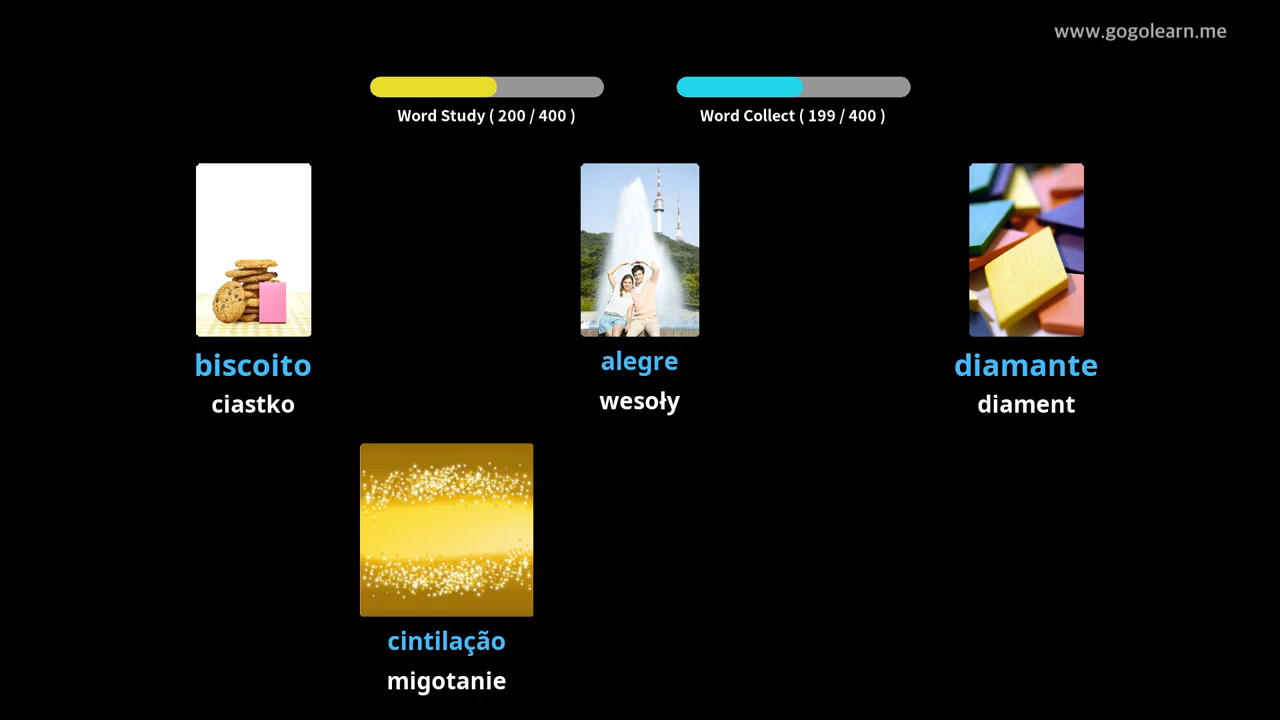 www.gogolearn.me
Word Study ( 200 / 400 )
Word Collect ( 199 / 400 )
biscoito
ciastko
alegre
wesoły
diamante
diament
cintilação
migotanie